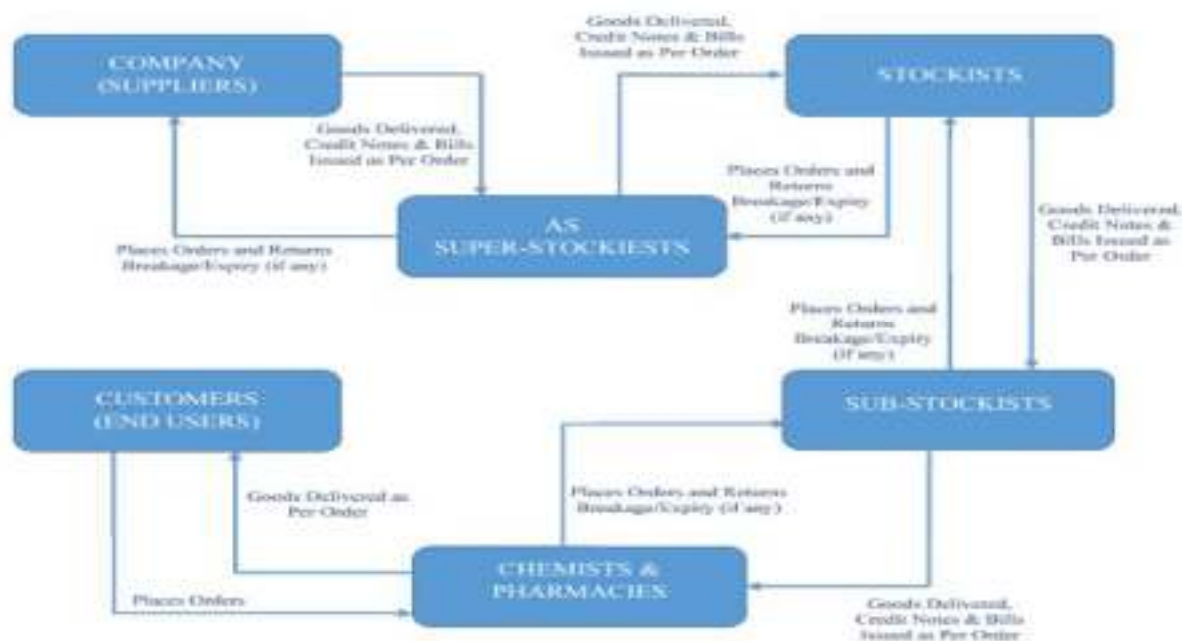 Goods Delivered,
Credit Notes & Bills
Issued as Per Order
COMPANY
(SUPPLIERS)
STOCKISTS
Goods Delivered,
Credit Notes & Bills
Issued as Per Order
Places Orders and
Returns
Breakage/Expiry
(if any)
AS
SUPER-STOCKIESTS
Goods Delivered,
Credit Notes &
Bills Issued as
Per Order
Places Orders and Returns
Breakage/Expiry (if any)
Places Orders and
Returns
Breakage/Expiry
(if any)
CUSTOMERS
(END USERS)
SUB-STOCKISTS
Goods Delivered as
Per Order
Places Orders and Returns
Breakage/Expiry (if any)
CHEMISTS &
PHARMACIES
Places Orders
Goods Delivered,
Credit Notes & Bills
Issued as Per Order